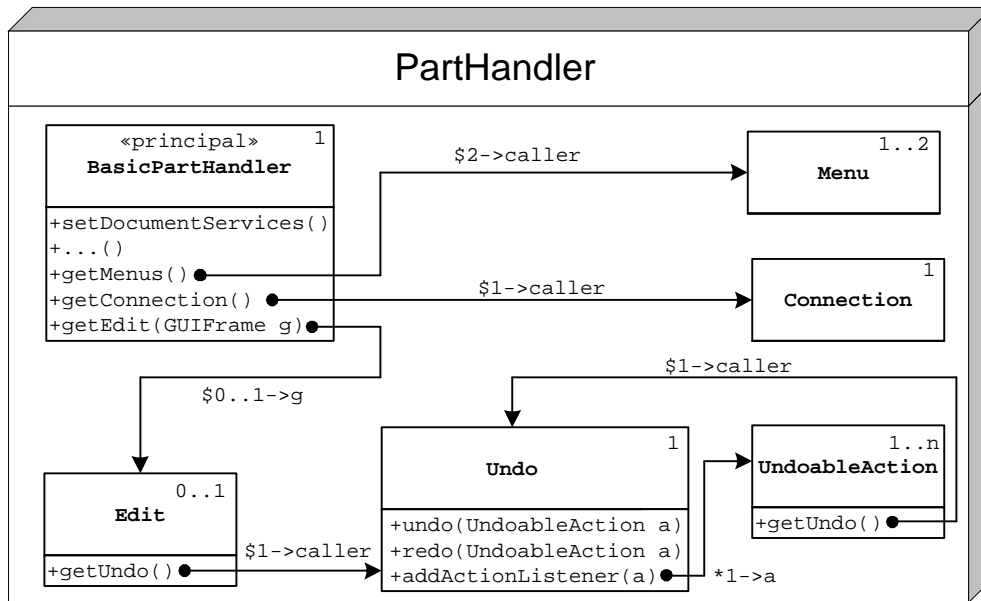 PartHandler
«principal»
1
BasicPartHandler
+setDocumentServices()
+...()
+getMenus()
+getConnection()
+getEdit(GUIFrame g)
$2->caller
1..2
Menu
$1->caller
1
Connection
$0..1->g
$1->caller
0..1
Edit
+getUndo()
$1->caller
1
Undo
+undo(UndoableAction a)
+redo(UndoableAction a)
+addActionListener(a)
*1->a
1..n
UndoableAction
+getUndo()